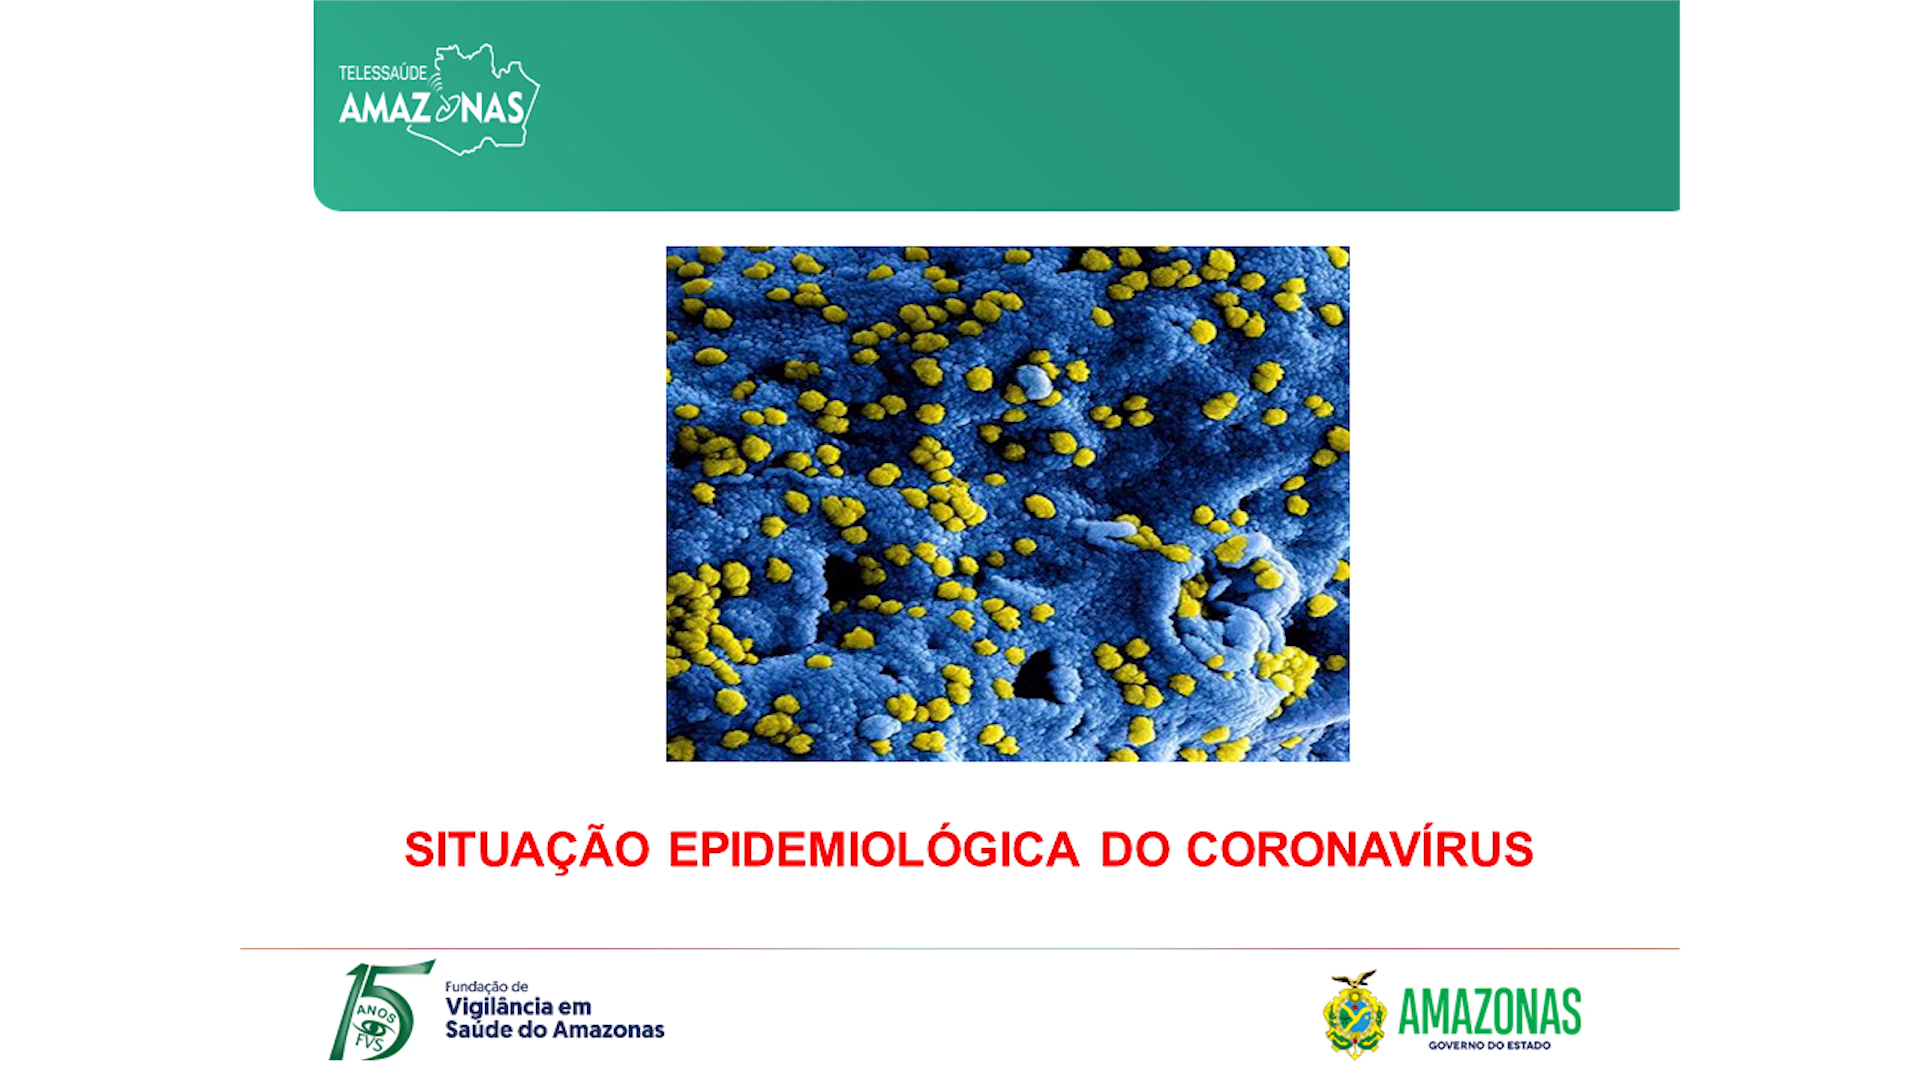 TELESSAÚDE
AMAZONAS
SITUAÇÃO EPIDEMIOLÓGICA DO CORONAVÍRUS
15
ANOS
FVS
Fundação de
Vigilância em
Saúde do Amazonas
AMAZONAS
GOVERNO DO ESTADO